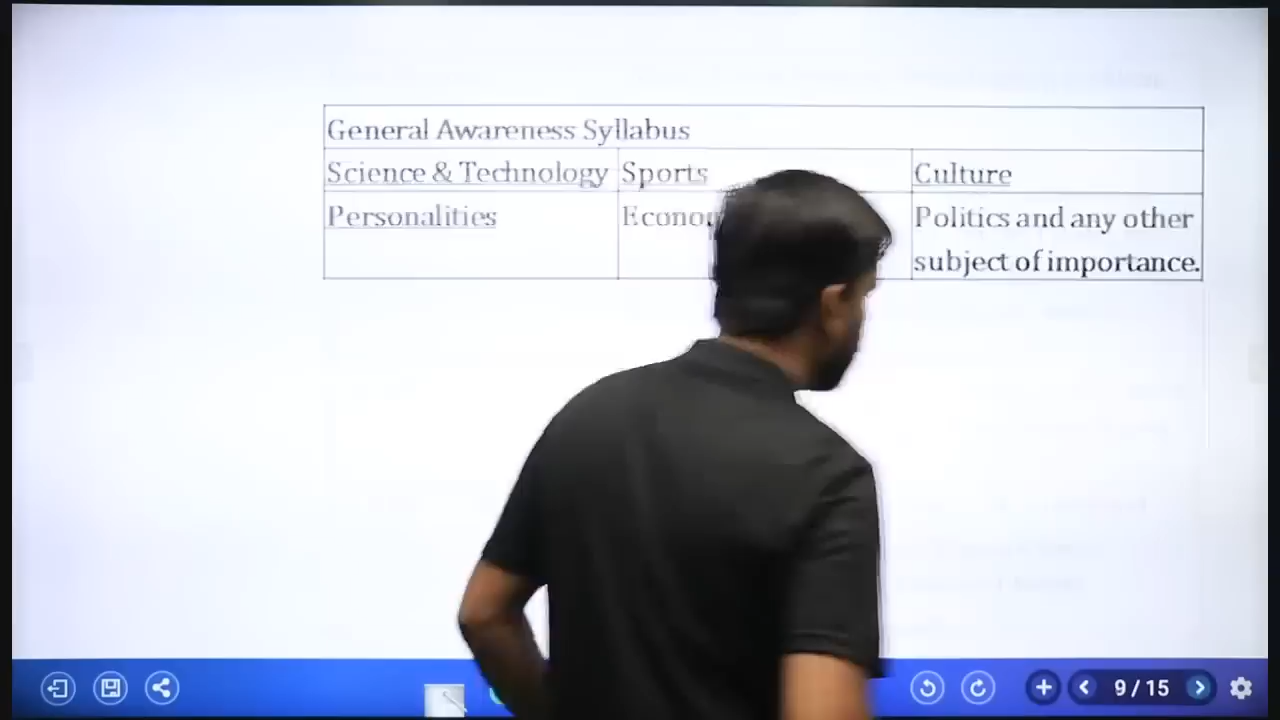 General Awareness Syllabus
Science & Technology Sports Culture
Personalities Politics and any other
subject of importance.
9 / 15